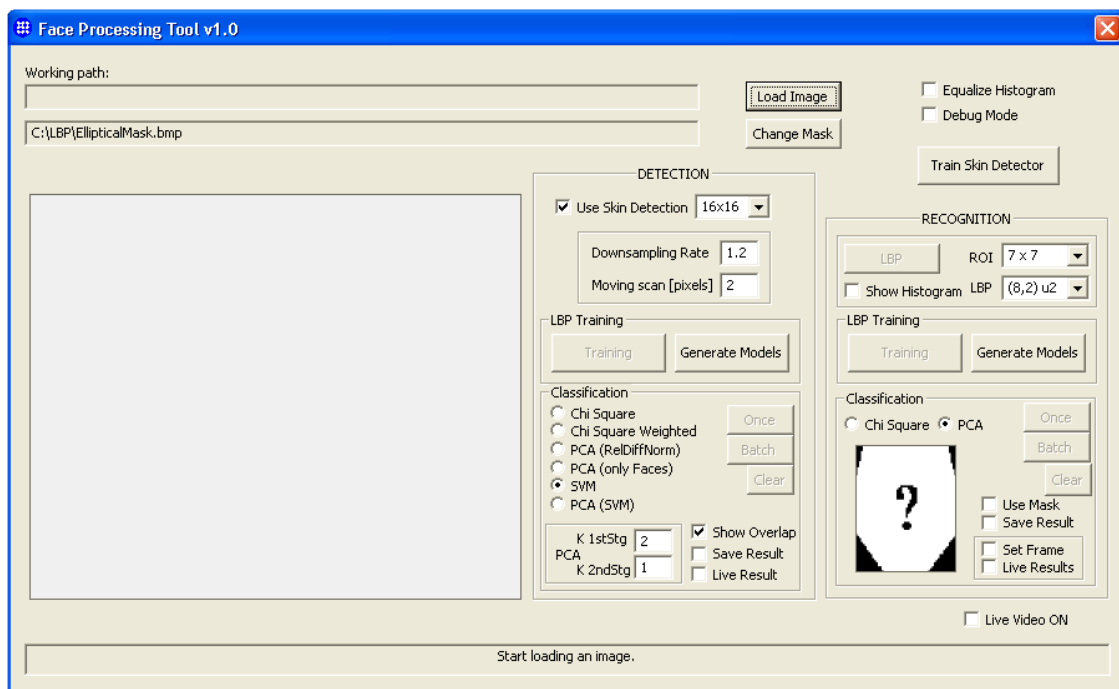 Face Processing Tool v1.0
Working path:
Load Image
C:\LBP\EllipticalMask.bmp
Change Mask
Equalize Histogram
Debug Mode
Train Skin Detector
DETECTION
Use Skin Detection 16x16
Downsampling Rate 1.2
Moving scan [pixels] 2
LBP Training
Training Generate Models
Classification
Chi Square
Chi Square Weighted
PCA (RelDiffNorm)
PCA (only Faces)
SVM
PCA (SVM)
Once
Batch
Clear
K 1stStg 2
PCA
K 2ndStg 1
Show Overlap
Save Result
Live Result
RECOGNITION
LBP ROI 7 x 7
Show Histogram LBP (8,2) u2
LBP Training
Training Generate Models
Classification
Chi Square PCA
Once
Batch
Clear
?
Use Mask
Save Result
Set Frame
Live Results
Live Video ON
Start loading an image.